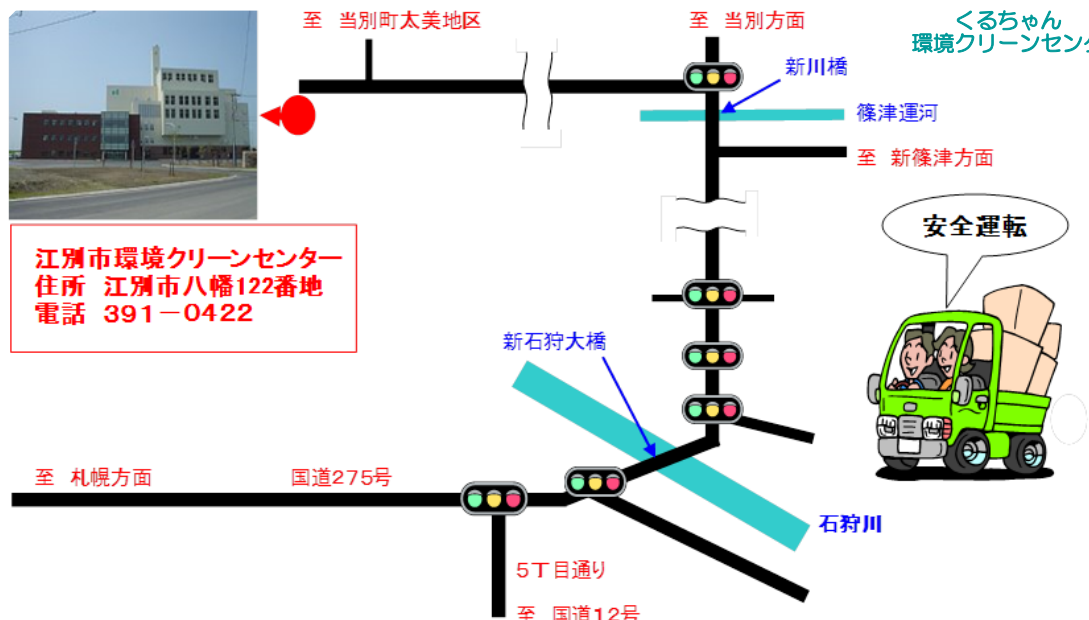 至 当別町太美地区
至 当別方面
くるちゃん
環境クリーンセンタ
新川橋
篠津運河
至 新篠津方面
安全運転
江別市環境クリーンセンター
住所 江別市八幡122番地
電話 391－0422
新石狩大橋
至 札幌方面
国道275号
石狩川
5丁目通り
至 国道12号